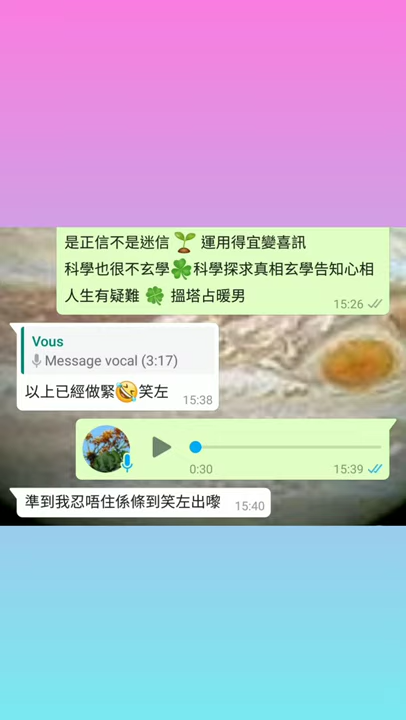 是正信不是迷信 🌱 運用得宜變喜訊
科學也很不玄學🍀科學探求真相玄學告知心相
人生有疑難 🍀 搵塔占暖男
15:26
Vous
Message vocal (3:17)
以上已經做緊🤣笑左
15:38
0:30
15:39
準到我忍唔住係條到笑左出嚟
15:40